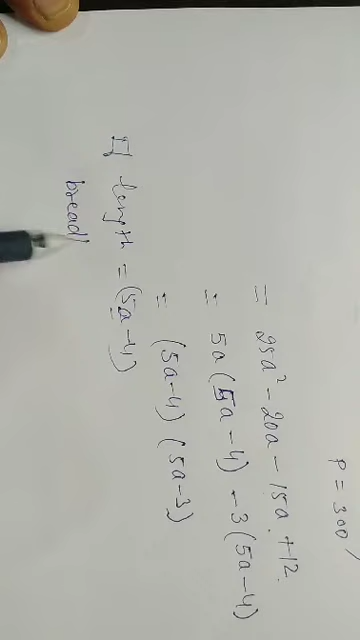 P = 300
= 25a² - 20a - 15a + 12
= 5a (5a - 4) - 3 (5a - 4)
= (5a - 4) (5a - 3)
If length = (5a - 4)
bread